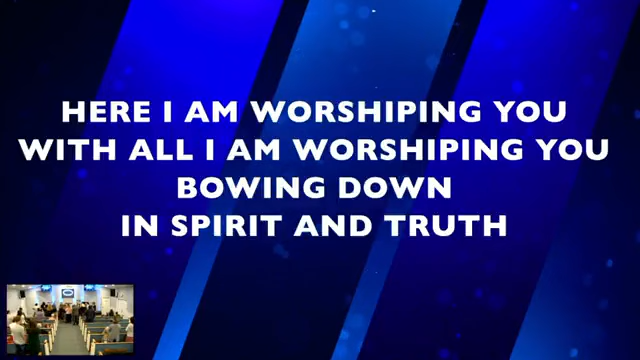 HERE I AM WORSHIPING YOU
WITH ALL I AM WORSHIPING YOU
BOWING DOWN
IN SPIRIT AND TRUTH